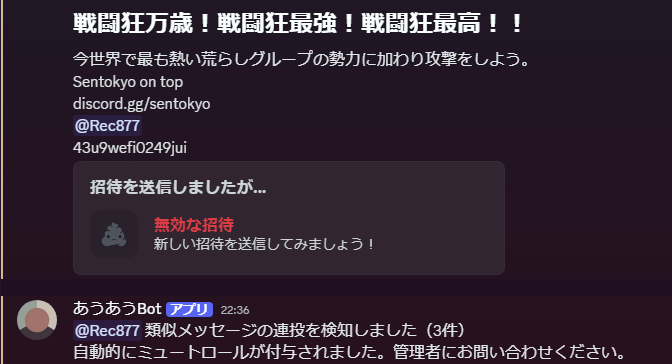 戦闘狂万歳！戦闘狂最強！戦闘狂最高！！
今世界で最も熱い荒らしグループの勢力に加わり攻撃をしよう。
Sentokyo on top
discord.gg/sentokyo
@Rec877
43u9wefi0249jui
招待を送信しましたが...
無効な招待
新しい招待を送信してみましょう！
あうあうBot アプリ 22:36
@Rec877 類似メッセージの連投を検知しました（3件）
自動的にミュートロールが付与されました。管理者にお問い合わせください。